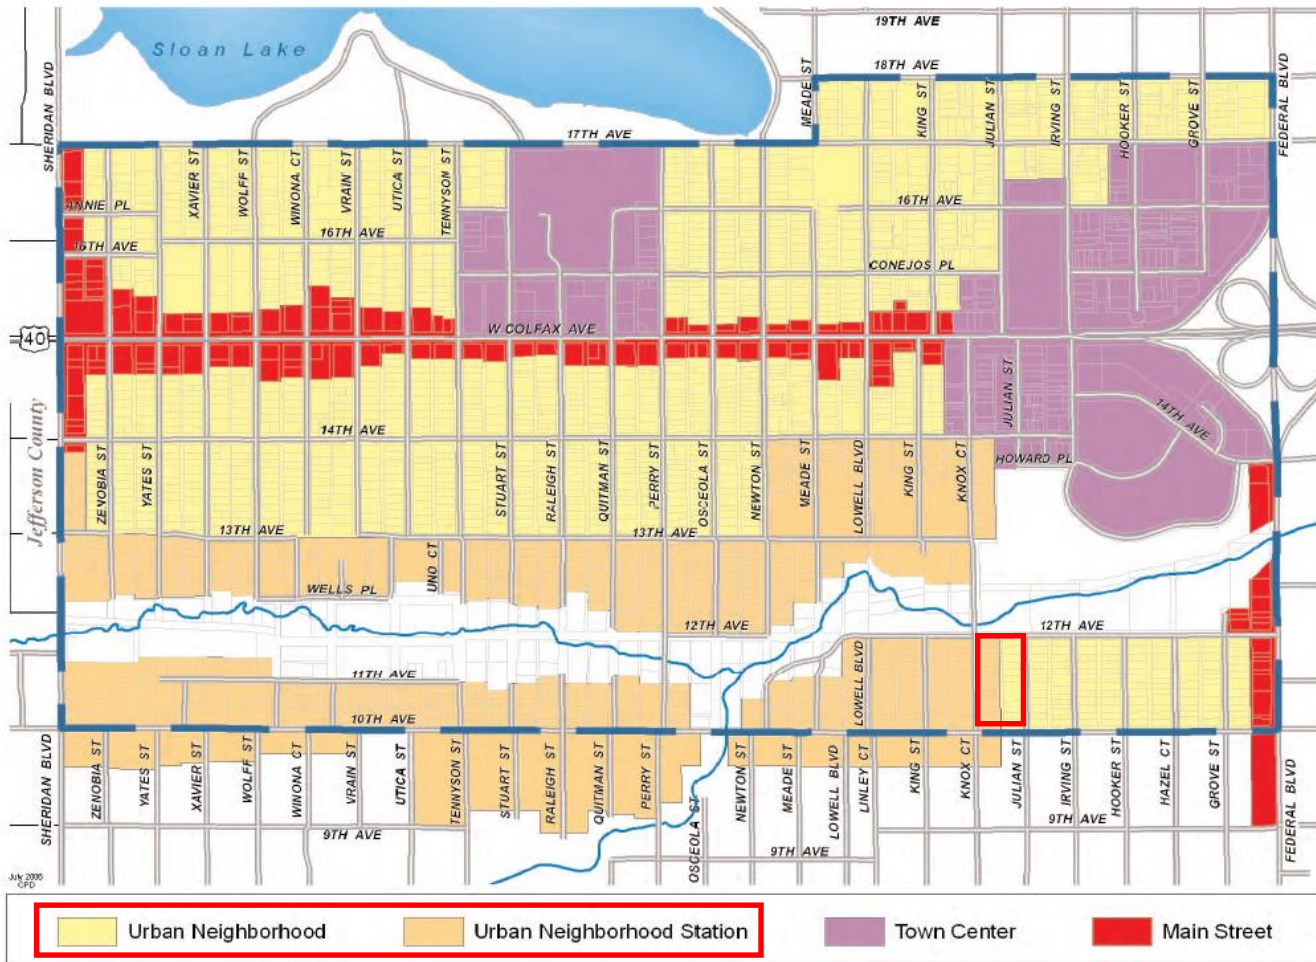 19TH AVE
Sloan Lake
18TH AVE
SHERIDAN BLVD
MEADE ST
KING ST
JULIAN ST
IRVING ST
HOOKER ST
GROVE ST
FEDERAL BLVD
17TH AVE
ANNIE PL
XAVIER ST
WOLFF ST
WINONA CT
VRAIN ST
UTICA ST
TENNYSON ST
16TH AVE
16TH AVE
16TH AVE
CONEJOS PL
W COLFAX AVE
40
Jefferson County
JULIAN ST
14TH AVE
14TH AVE
HOWARD PL
ZENOBIA ST
YATES ST
STUART ST
RALEIGH ST
QUITMAN ST
PERRY ST
OSCEOLA ST
NEWTON ST
MEADE ST
LOWELL BLVD
KING ST
KNOX CT
13TH AVE
13TH AVE
UNO CT
WELLS PL
12TH AVE
12TH AVE
11TH AVE
LOWELL BLVD
10TH AVE
SHERIDAN BLVD
ZENOBIA ST
YATES ST
XAVIER ST
WOLFF ST
WINONA CT
VRAIN ST
UTICA ST
TENNYSON ST
STUART ST
RALEIGH ST
QUITMAN ST
PERRY ST
OSCEOLA ST
NEWTON ST
MEADE ST
LOWELL BLVD
LINLEY CT
KING ST
KNOX CT
JULIAN ST
IRVING ST
HOOKER ST
HAZEL CT
GROVE ST
FEDERAL BLVD
9TH AVE
9TH AVE
9TH AVE
July 2006
CPD
Urban Neighborhood
Urban Neighborhood Station
Town Center
Main Street